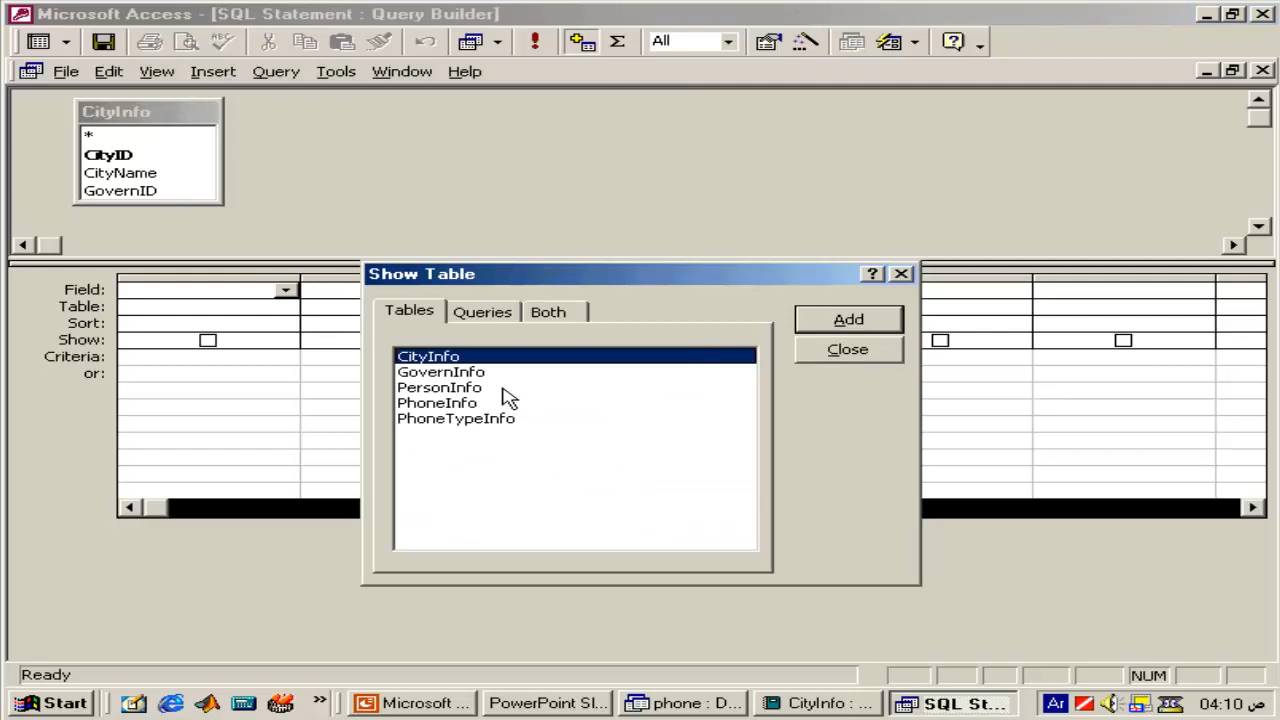 Microsoft Access - [SQL Statement : Query Builder]
All
File Edit View Insert Query Tools Window Help
CityInfo
*
CityID
CityName
GovernID
Field:
Table:
Sort:
Show:
Criteria:
or:
Show Table
Tables Queries Both
CityInfo
GovernInfo
PersonInfo
PhoneInfo
PhoneTypeInfo
Add
Close
Ready
NUM
Start
Microsoft ...
PowerPoint Sl...
phone : D...
CityInfo : ...
SQL St...
Ar
04:10 ص